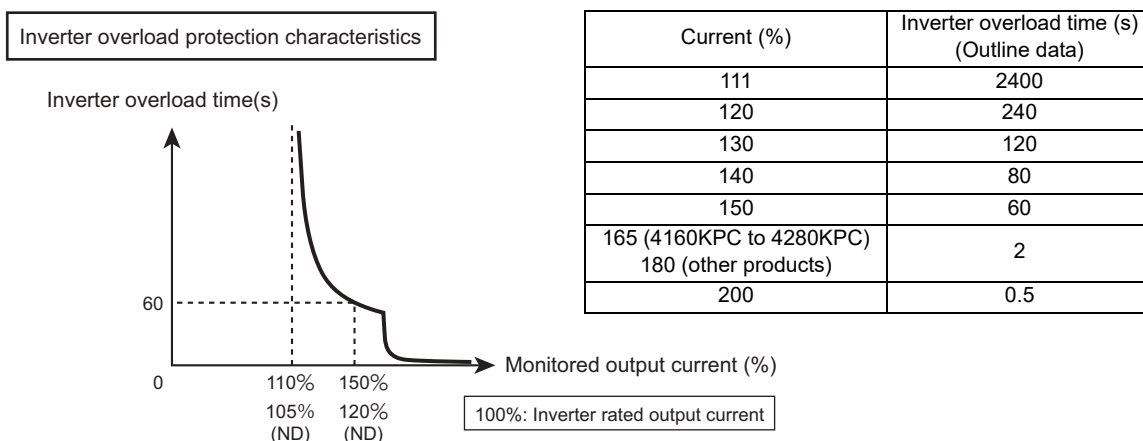 Inverter overload protection characteristics
Inverter overload time(s)
60
0
110%
150%
105%
(ND)
120%
(ND)
Monitored output current (%)
100%: Inverter rated output current
Current (%)
Inverter overload time (s)
(Outline data)
111
2400
120
240
130
120
140
80
150
60
165 (4160KPC to 4280KPC)
180 (other products)
2
200
0.5